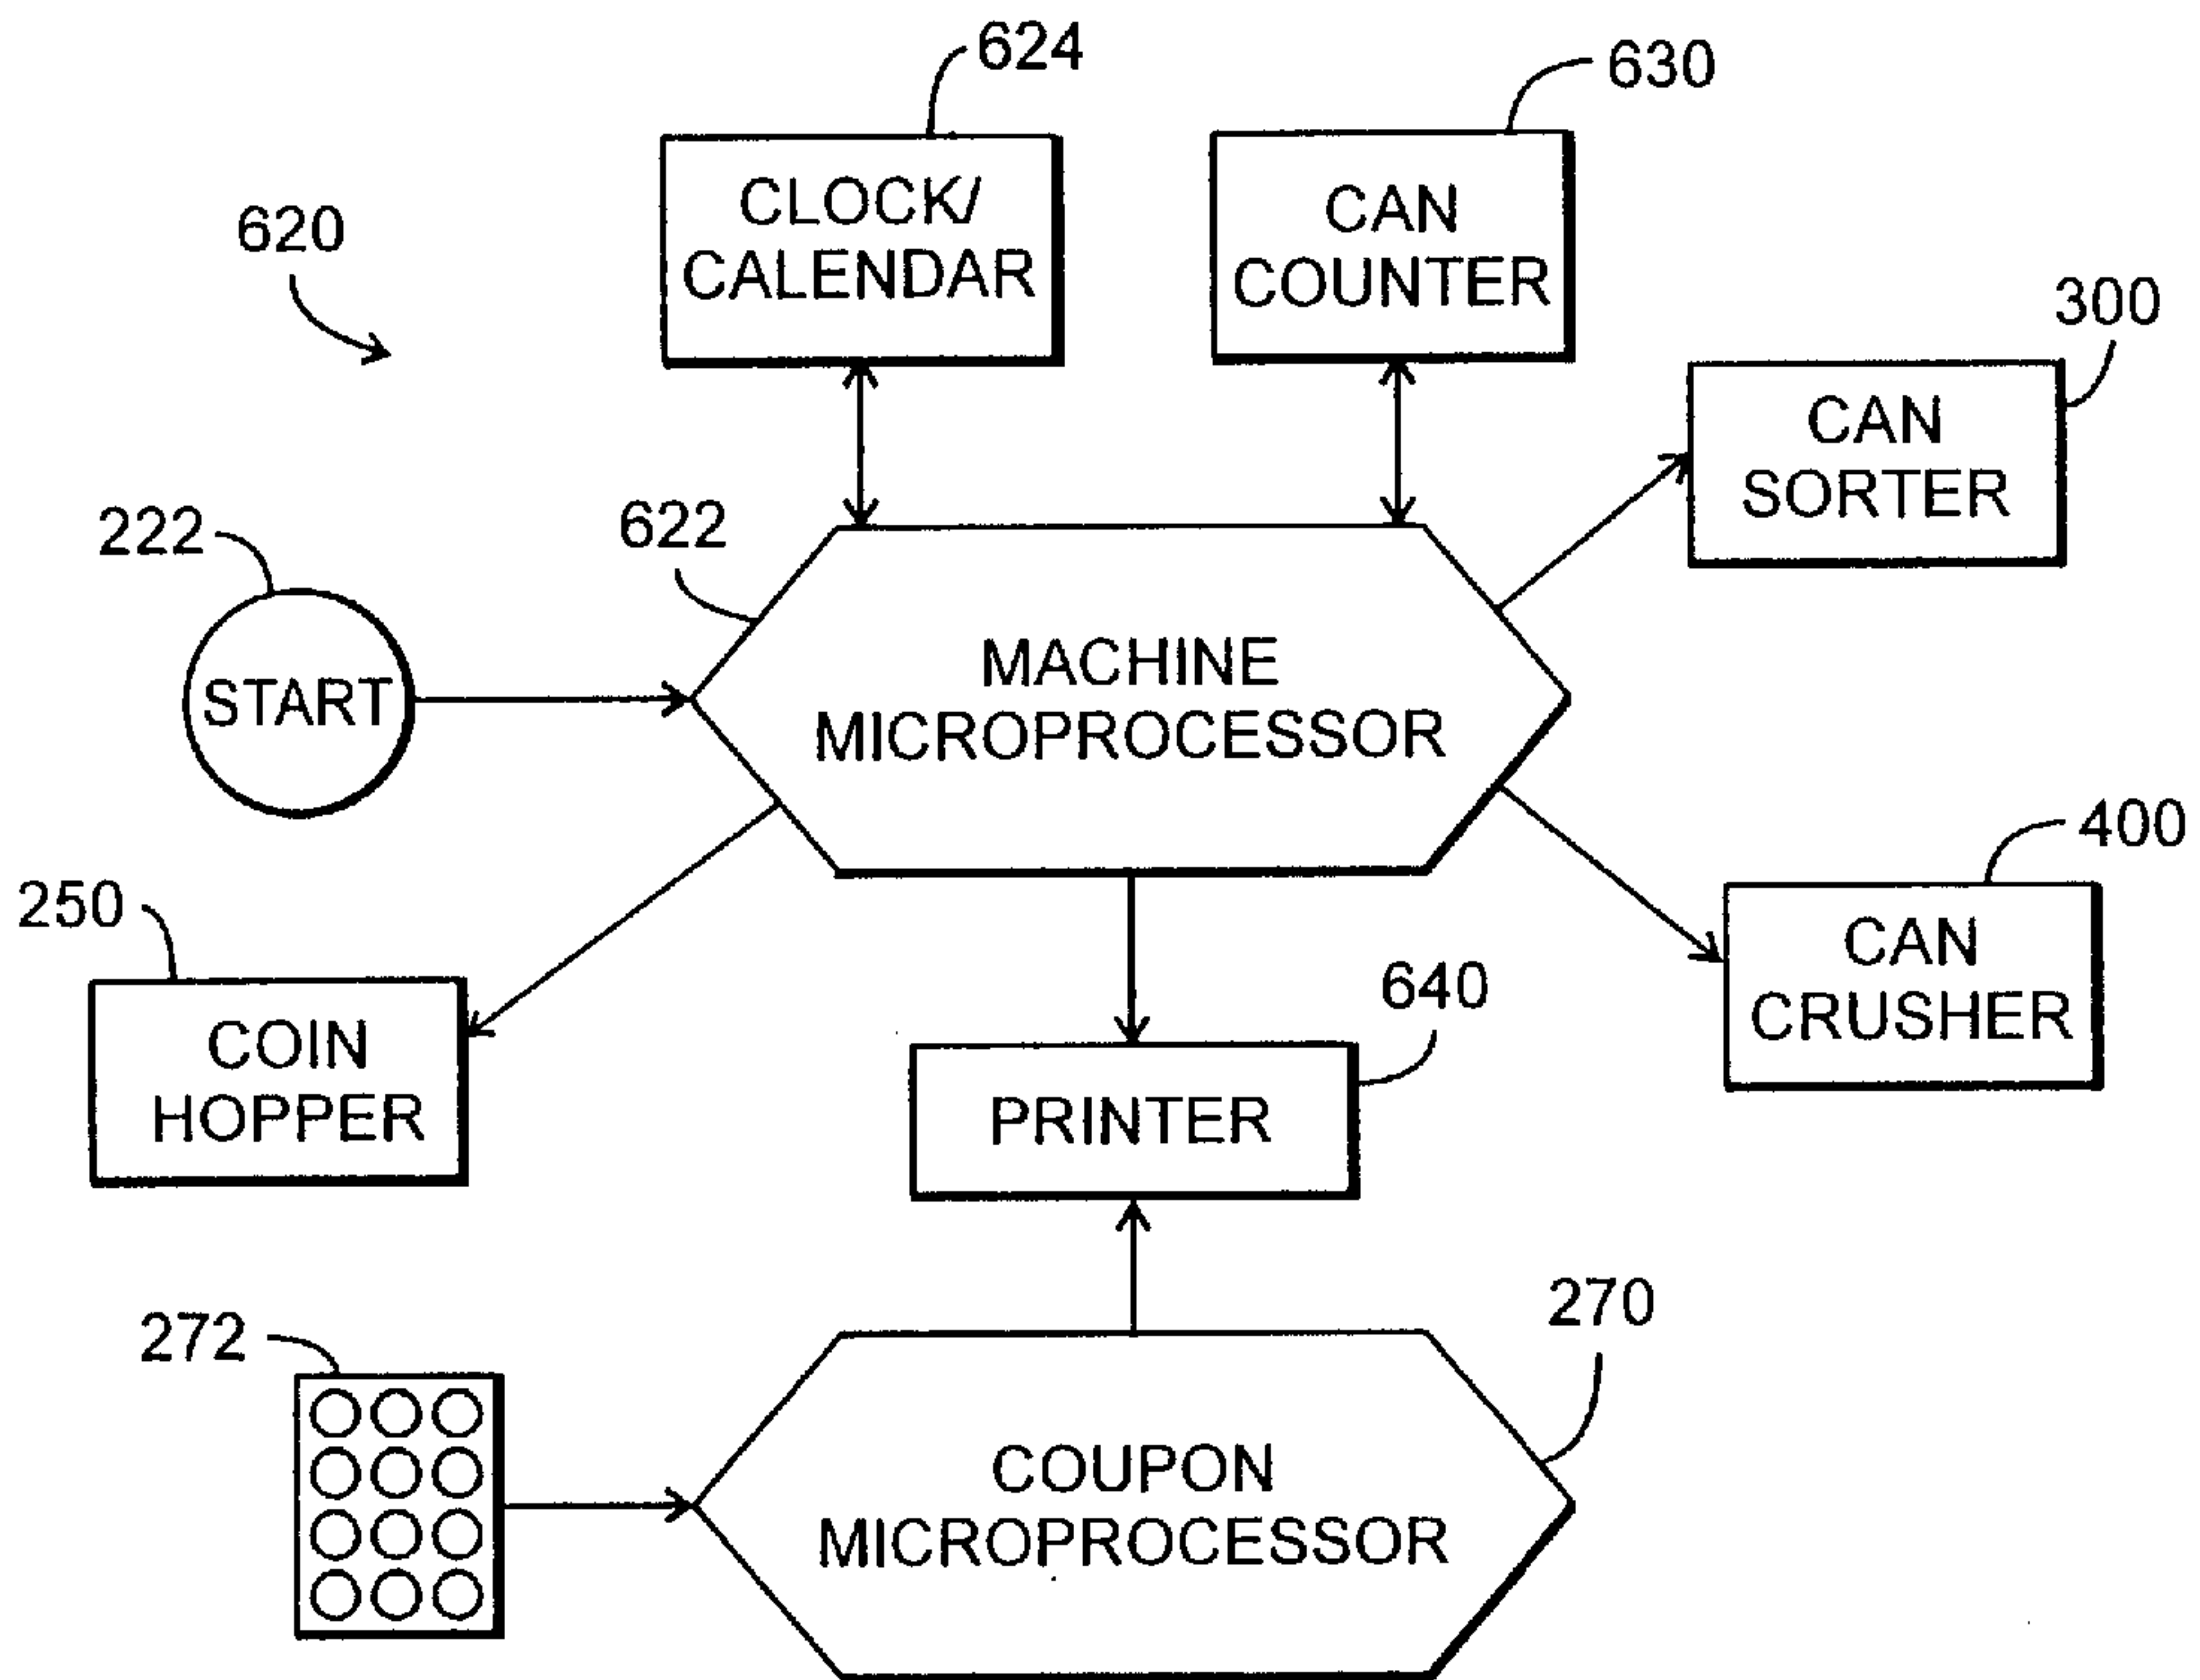 624
630
CLOCK/
CALENDAR
CAN
COUNTER
620
300
CAN
SORTER
222
622
START
MACHINE
MICROPROCESSOR
400
CAN
CRUSHER
250
COIN
HOPPER
640
PRINTER
270
272
COUPON
MICROPROCESSOR